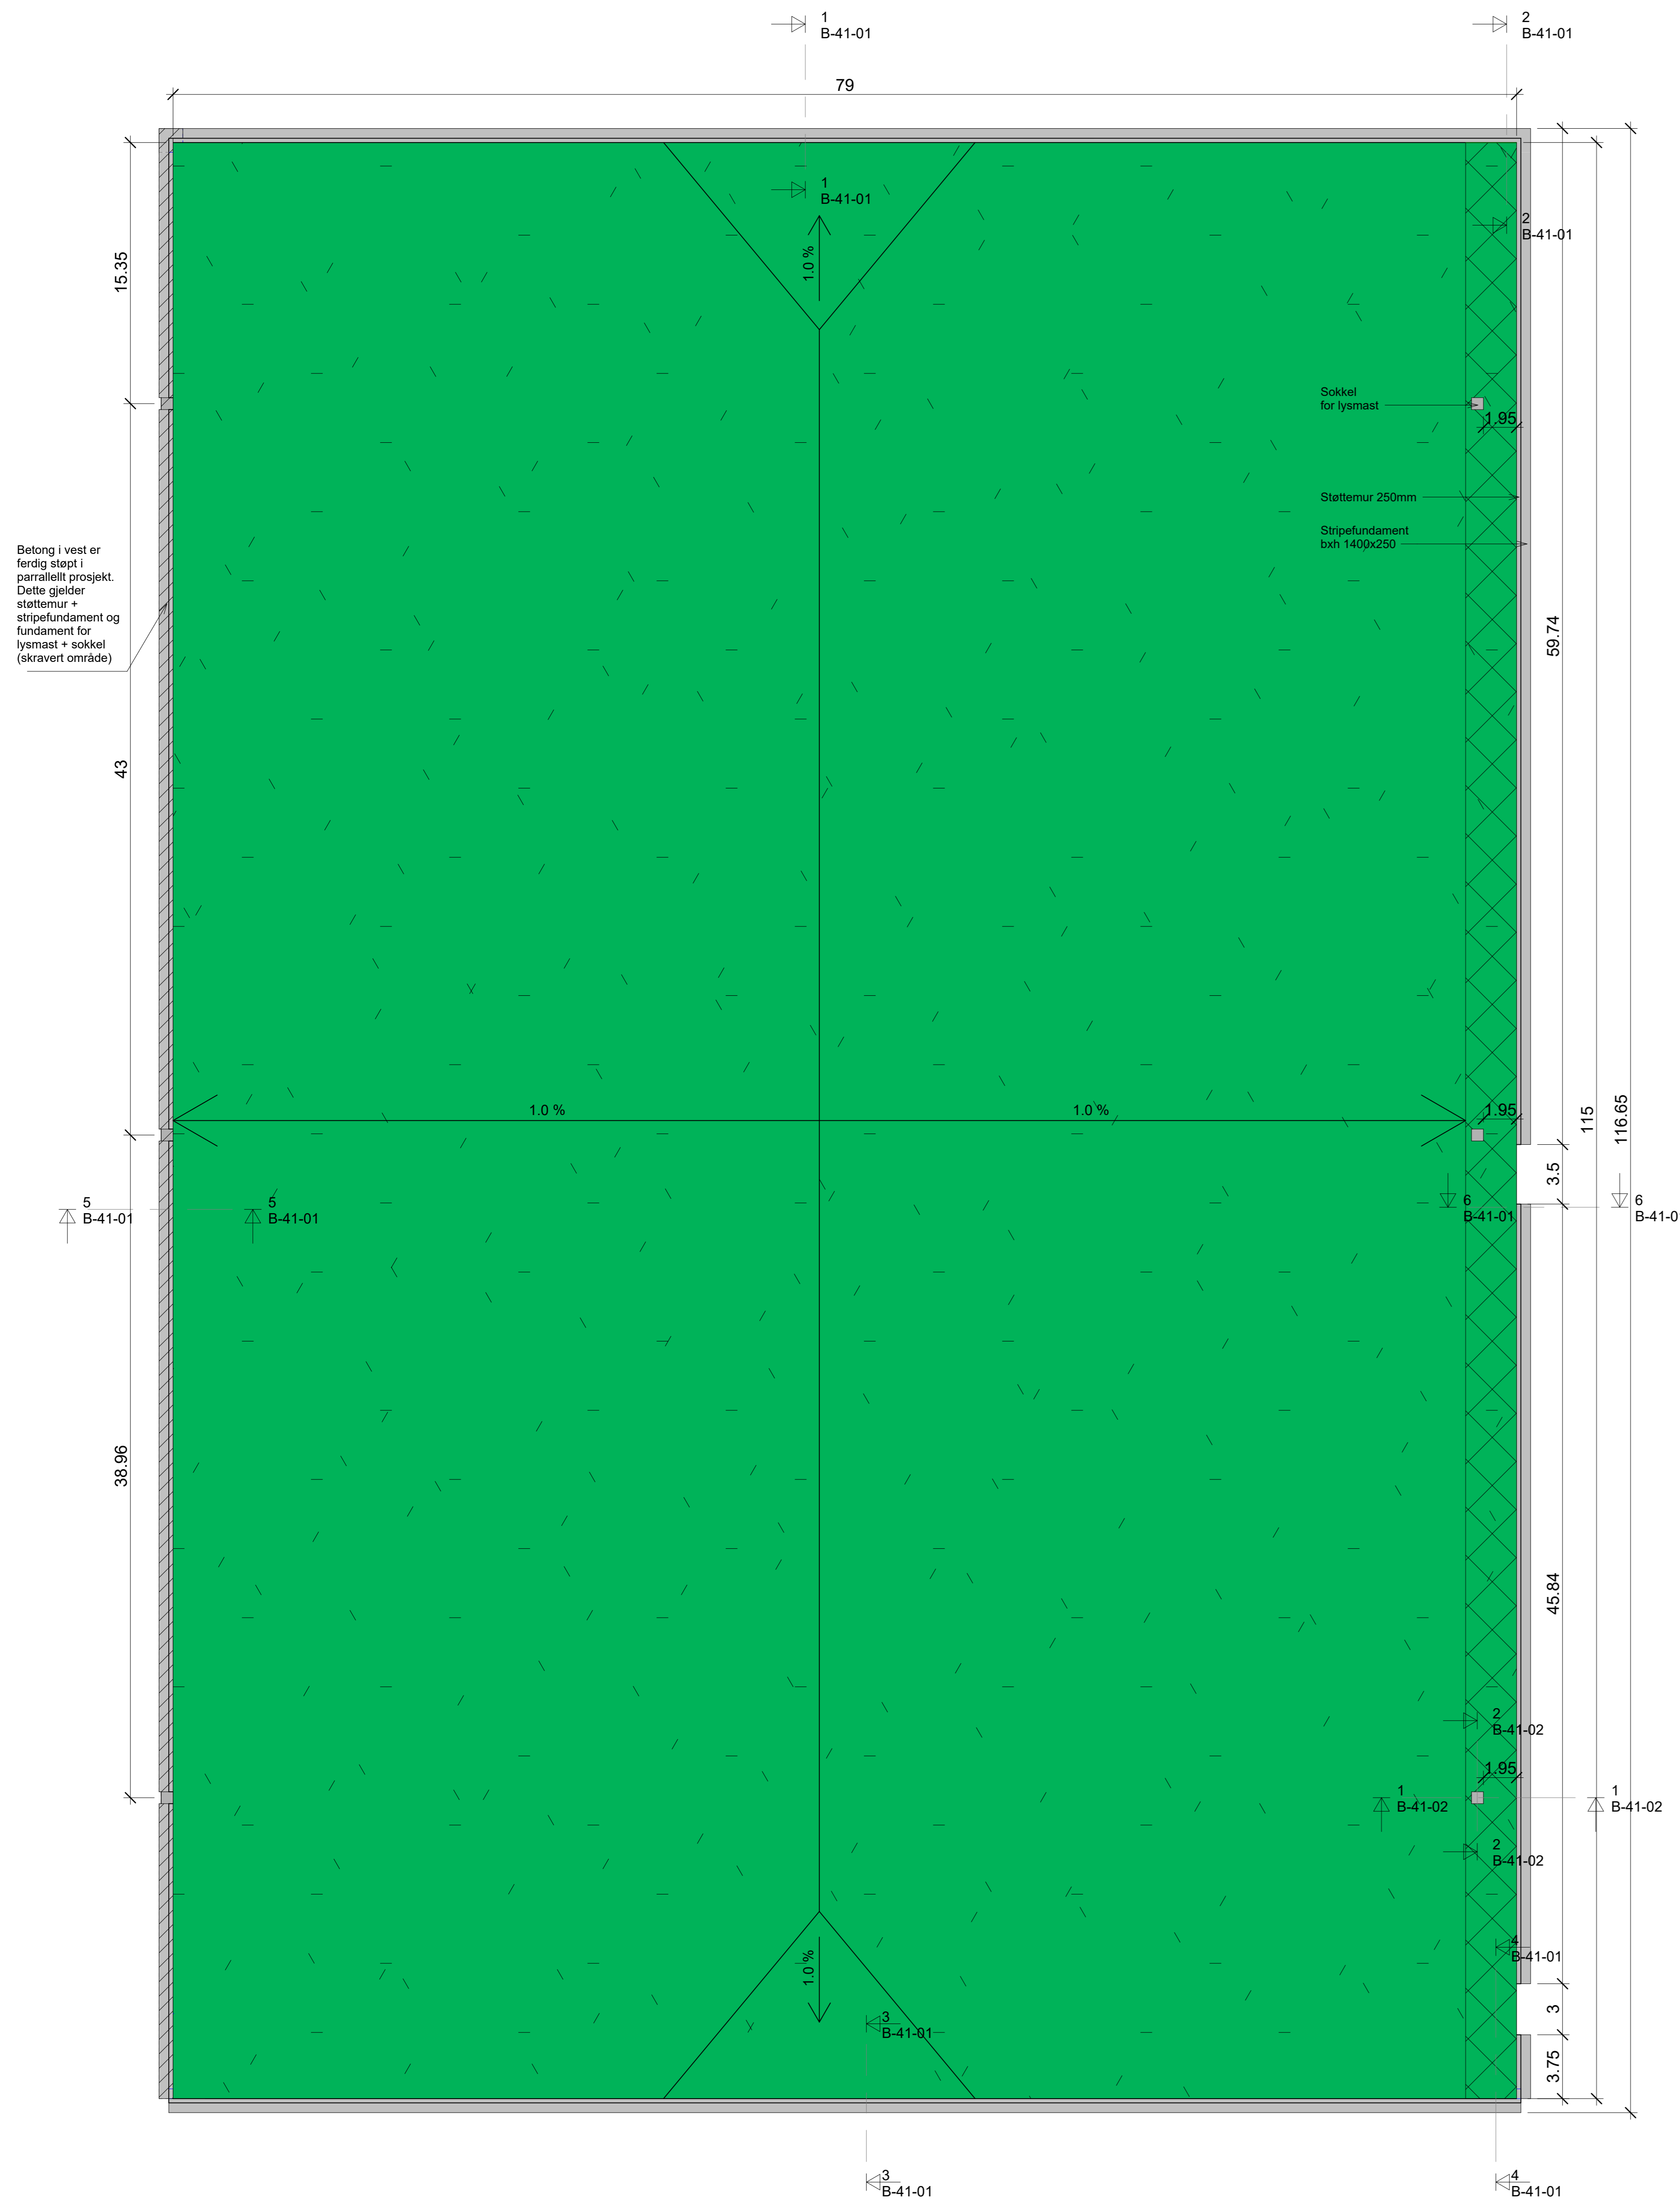 1
B-41-01
2
B-41-01
79
1
B-41-01
2
B-41-01
15.35
1.0 %
Sokkel
for lysmast
1.95
Støttemur 250mm
Stripefundament
bxh 1400x250
Betong i vest er
ferdig støpt i
parrallellt prosjekt.
Dette gjelder
støttemur +
stripefundament og
fundament for
lysmast + sokkel
(skravert område)
59.74
43
1.0 %
1.0 %
1.95
115
116.65
3.5
5
B-41-01
5
B-41-01
6
B-41-01
6
B-41-0
38.96
45.84
2
B-41-02
1.95
1
B-41-02
1
B-41-02
2
B-41-02
4
B-41-01
1.0 %
3
B-41-01
3
3.75
3
B-41-01
4
B-41-01